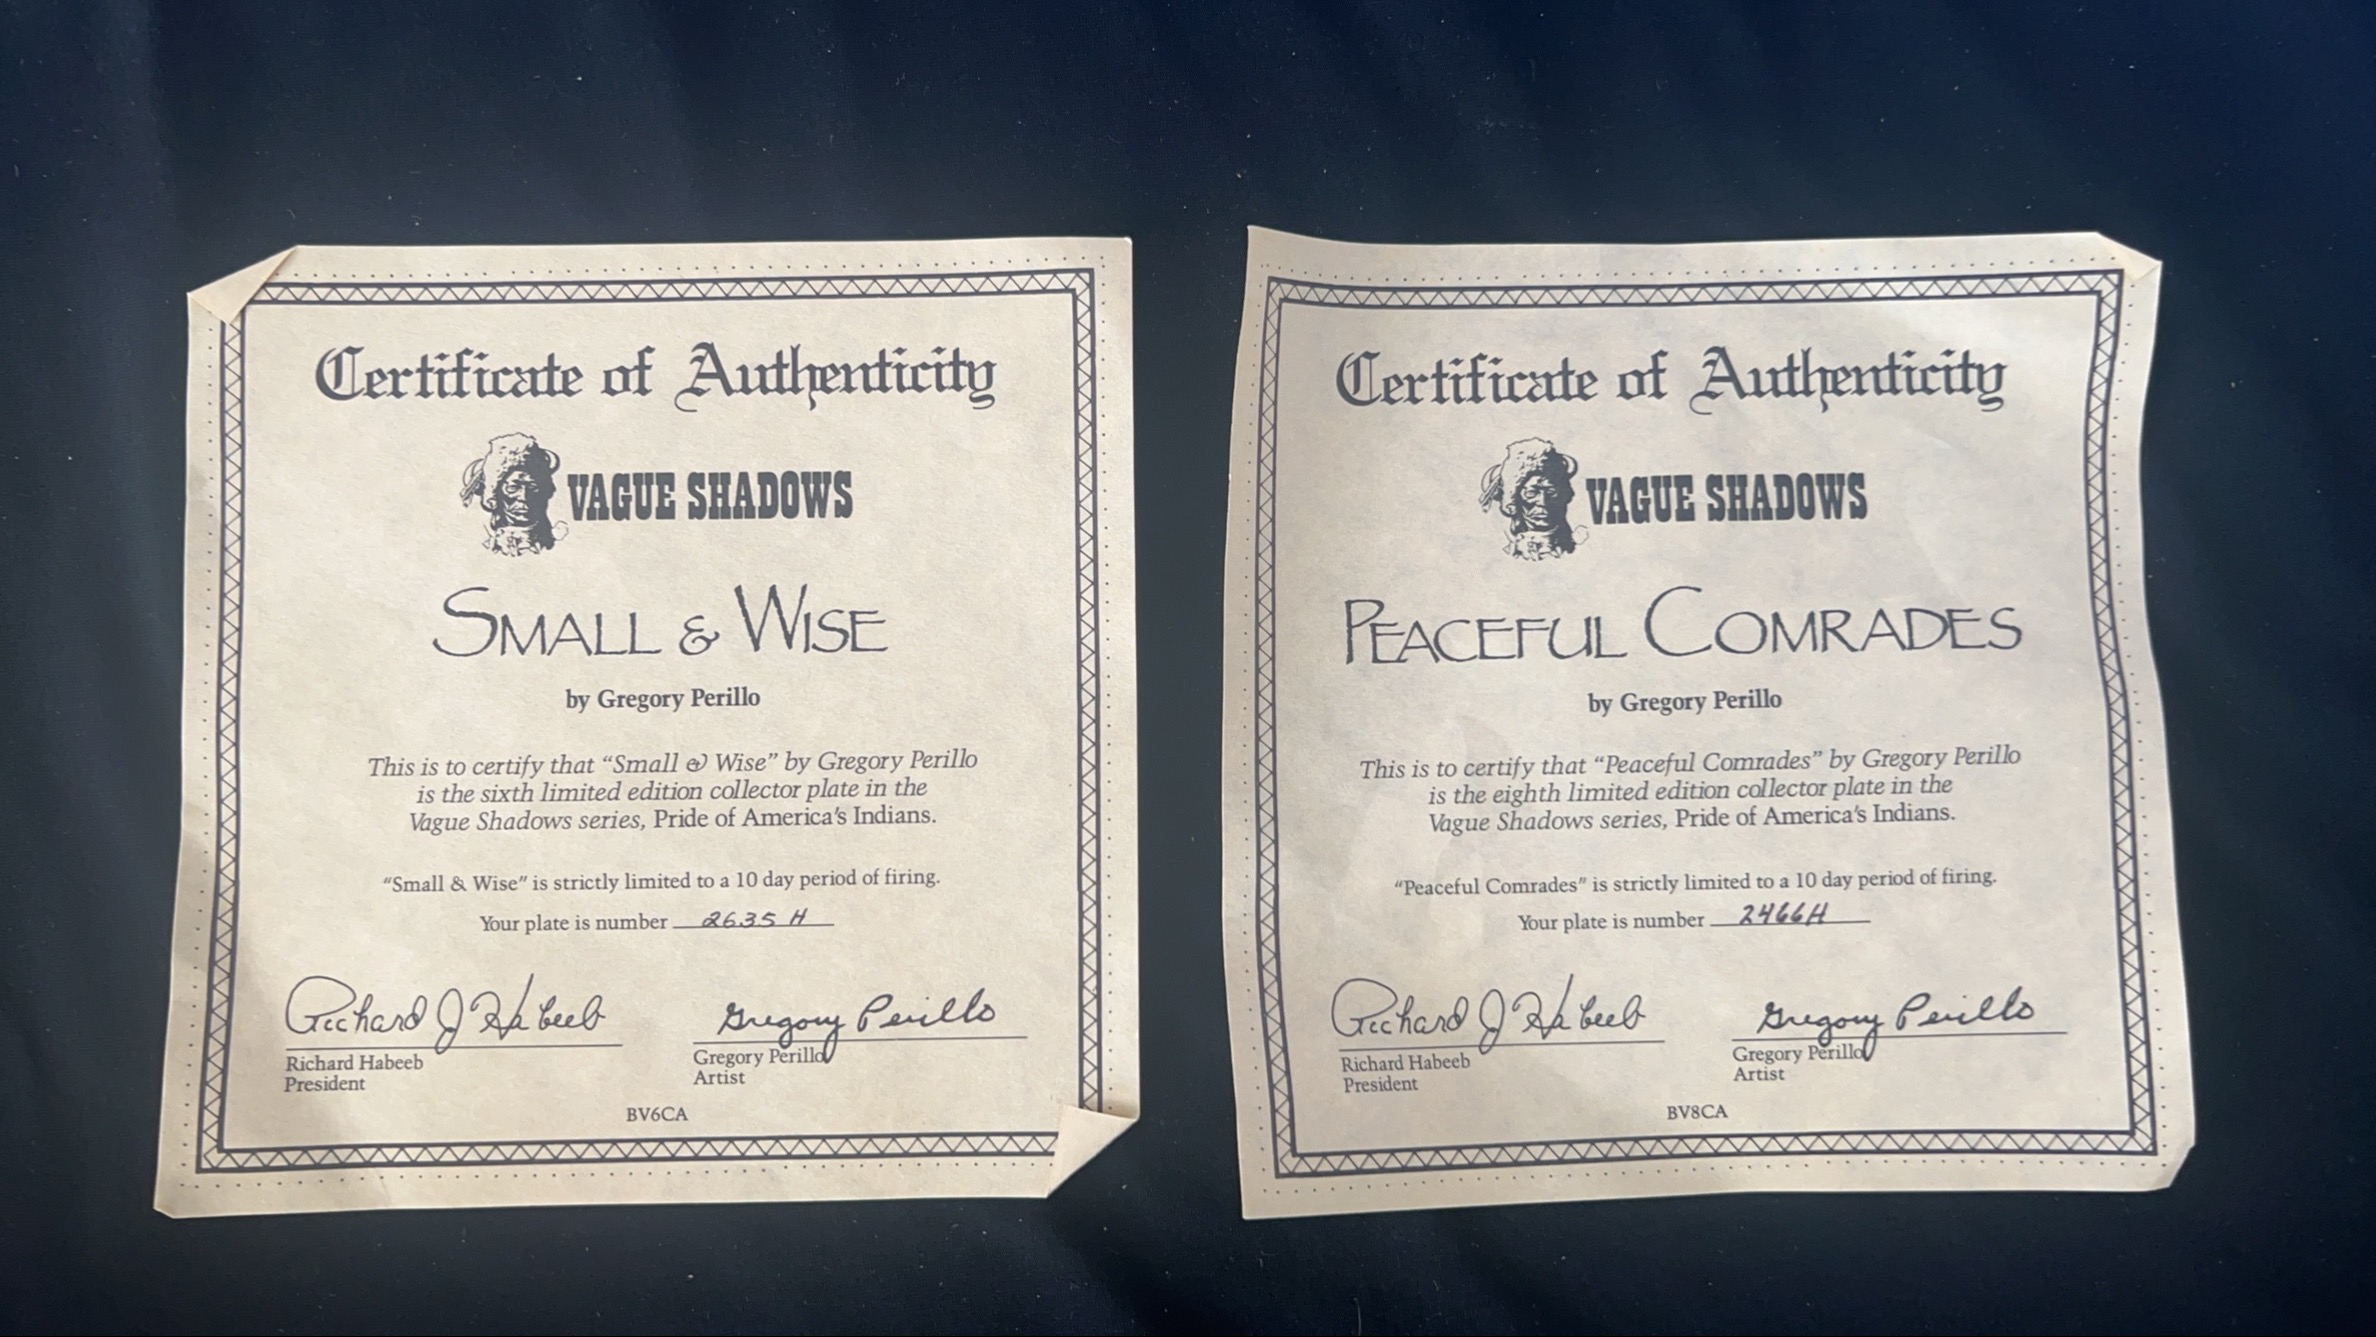 Certificate of Authenticity
VAGUE SHADOWS
SMALL & WISE
by Gregory Perillo
This is to certify that “Small & Wise” by Gregory Perillo
is the sixth limited edition collector plate in the
Vague Shadows series, Pride of America's Indians.
“Small & Wise” is strictly limited to a 10 day period of firing.
Your plate is number 2635 H
Richard J Habeeb
Richard Habeeb
President
Gregory Perillo
Gregory Perillo
Artist
BV6CA
Certificate of Authenticity
VAGUE SHADOWS
PEACEFUL COMRADES
by Gregory Perillo
This is to certify that “Peaceful Comrades” by Gregory Perillo
is the eighth limited edition collector plate in the
Vague Shadows series, Pride of America's Indians.
“Peaceful Comrades” is strictly limited to a 10 day period of firing.
Your plate is number 2466H
Richard J Habeeb
Richard Habeeb
President
Gregory Perillo
Gregory Perillo
Artist
BV8CA